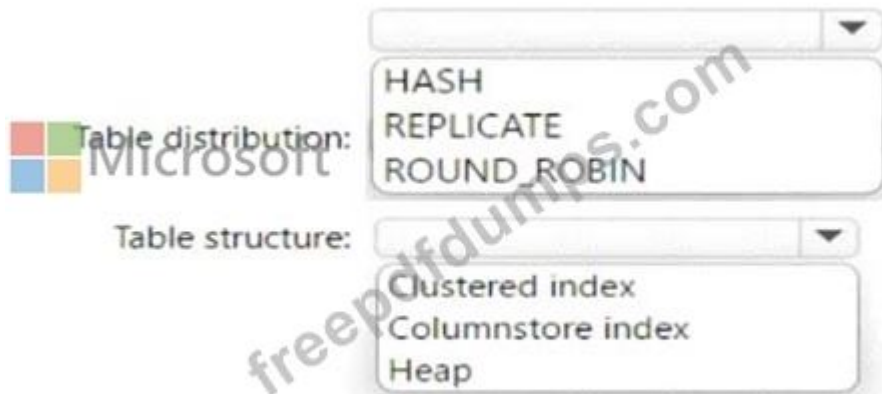 HASH
Table distribution:
REPLICATE
Microsoft
ROUND_ROBIN
Table structure:
Clustered index
Columnstore index
Heap
freepdfdumps.com